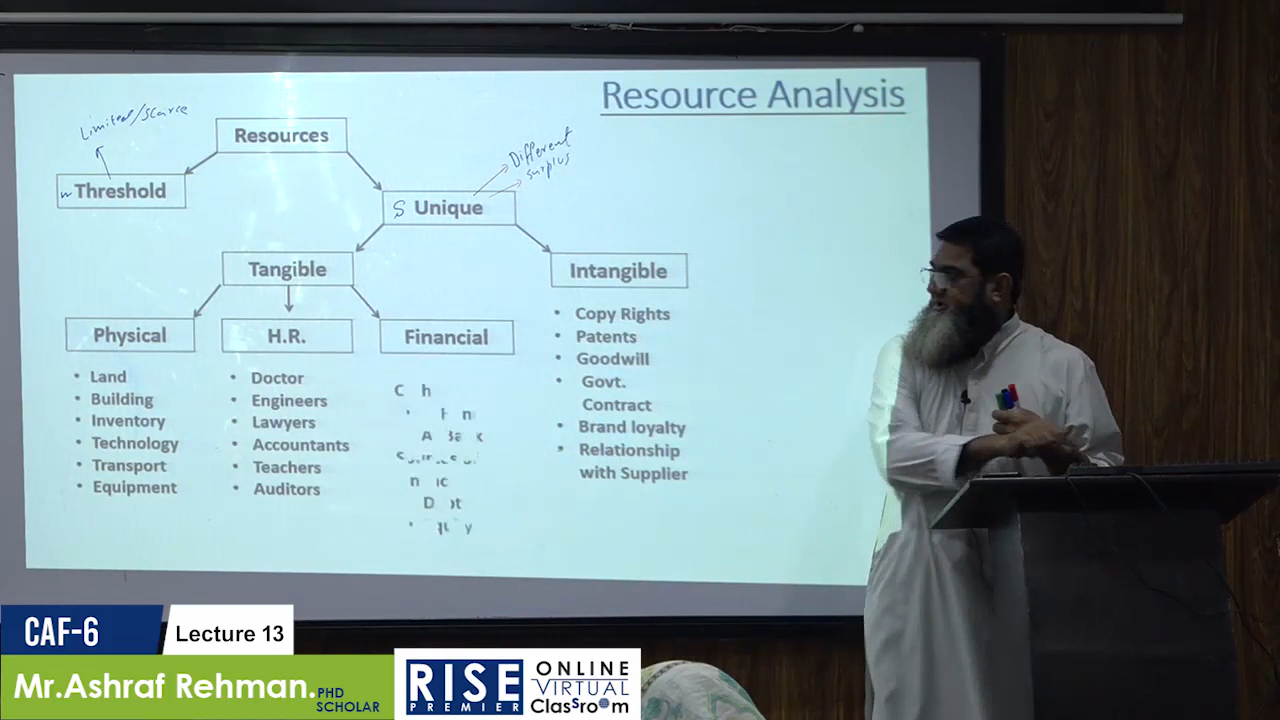 Resource Analysis
Limited/Scarce
Resources
Different
Surplus
Threshold
S Unique
Tangible
Intangible
Physical
H.R.
Financial
• Land
• Building
• Inventory
• Technology
• Transport
• Equipment
• Doctor
• Engineers
• Lawyers
• Accountants
• Teachers
• Auditors
• Copy Rights
• Patents
• Goodwill
• Govt.
Contract
• Brand loyalty
• Relationship
with Supplier
CAF-6
Lecture 13
Mr.Ashraf Rehman. PHD
SCHOLAR
RISE
PREMIER
ONLINE
VIRTUAL
Classroom